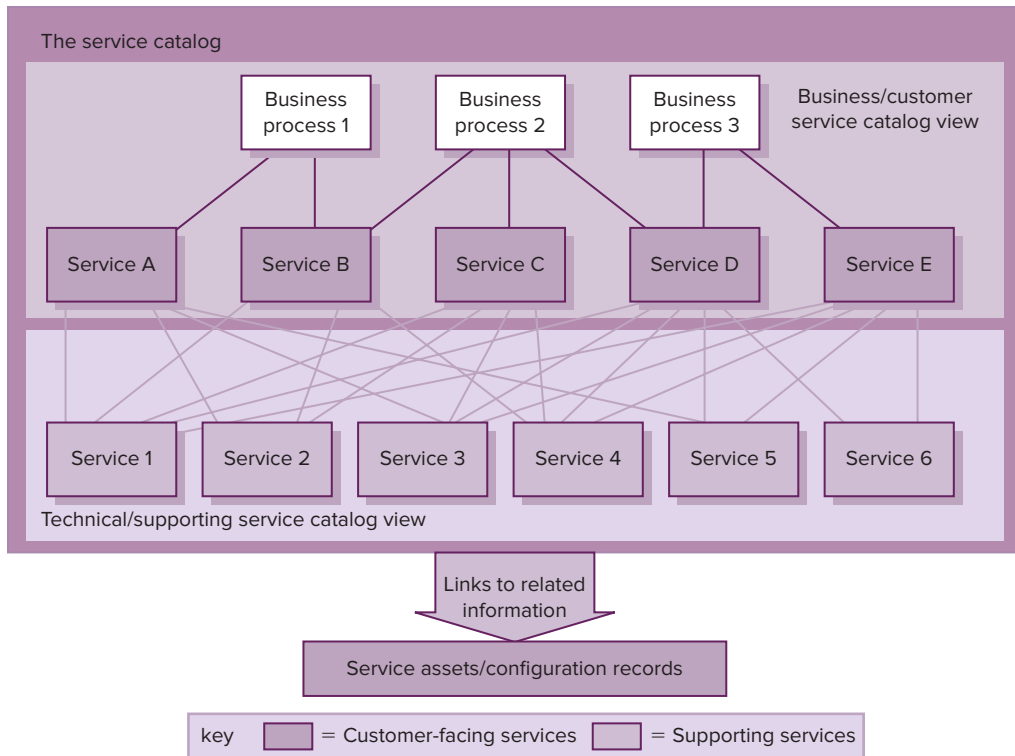 The service catalog
Business
process 1
Business
process 2
Business
process 3
Business/customer
service catalog view
Service A
Service B
Service C
Service D
Service E
Service 1
Service 2
Service 3
Service 4
Service 5
Service 6
Technical/supporting service catalog view
Links to related
information
Service assets/configuration records
key
= Customer-facing services
= Supporting services